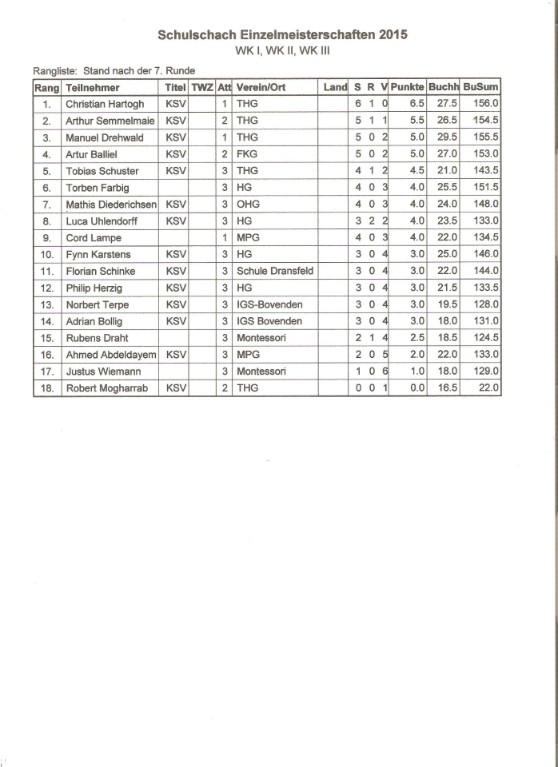 Schulschach Einzelmeisterschaften 2015
WK I, WK II, WK III
Rangliste: Stand nach der 7. Runde
Rang Teilnehmer Titel TWZ Att Verein/Ort Land S R V Punkte Buchh BuSum
1. Christian Hartogh KSV 1 THG 6 1 0 6.5 27.5 156.0
2. Arthur Semmelmaie KSV 2 THG 5 1 1 5.5 26.5 154.5
3. Manuel Drehwald KSV 1 THG 5 0 2 5.0 29.5 155.5
4. Artur Balliel KSV 2 FKG 5 0 2 5.0 27.0 153.0
5. Tobias Schuster KSV 3 THG 4 1 2 4.5 21.0 143.5
6. Torben Farbig 3 HG 4 0 3 4.0 25.5 151.5
7. Mathis Diederichsen KSV 3 OHG 4 0 3 4.0 24.0 148.0
8. Luca Uhlendorff KSV 3 HG 3 2 2 4.0 23.5 133.0
9. Cord Lampe 1 MPG 4 0 3 4.0 22.0 134.5
10. Fynn Karstens KSV 3 HG 3 0 4 3.0 25.0 146.0
11. Florian Schinke KSV 3 Schule Dransfeld 3 0 4 3.0 22.0 144.0
12. Philip Herzig KSV 3 HG 3 0 4 3.0 21.5 133.5
13. Norbert Terpe KSV 3 IGS-Bovenden 3 0 4 3.0 19.5 128.0
14. Adrian Bollig KSV 3 IGS Bovenden 3 0 4 3.0 18.0 131.0
15. Rubens Draht 3 Montessori 2 1 4 2.5 18.5 124.5
16. Ahmed Abdeldayem KSV 3 MPG 2 0 5 2.0 22.0 133.0
17. Justus Wiemann 3 Montessori 1 0 6 1.0 18.0 129.0
18. Robert Mogharrab KSV 2 THG 0 0 1 0.0 16.5 22.0